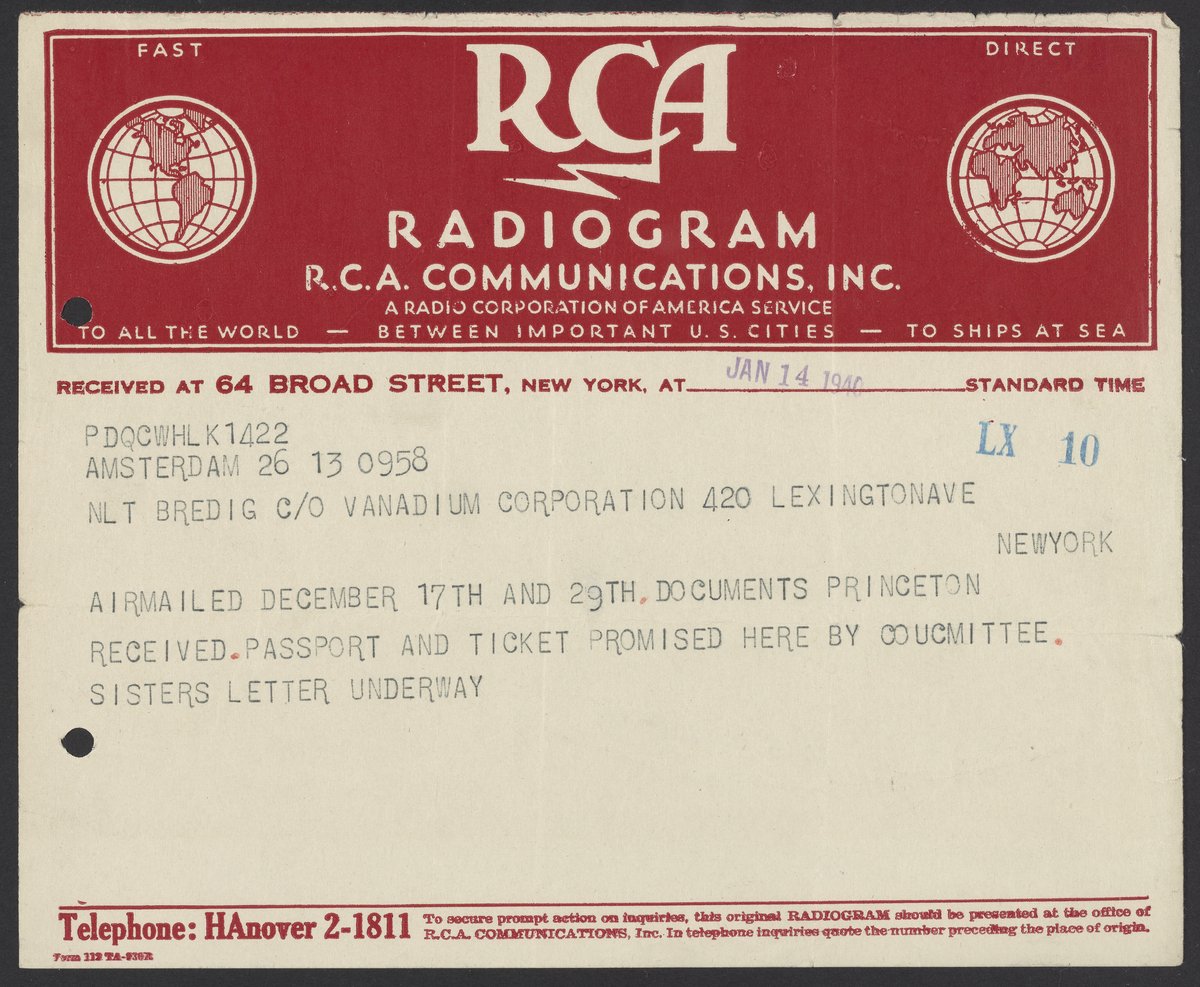 FAST
DIRECT
RCA
RADIOGRAM
R.C.A. COMMUNICATIONS, INC.
A RADIO CORPORATION OF AMERICA SERVICE
TO ALL THE WORLD — BETWEEN IMPORTANT U.S. CITIES — TO SHIPS AT SEA
RECEIVED AT 64 BROAD STREET, NEW YORK, AT JAN 14 1940 STANDARD TIME
PDQCWHLK1422
LX 10
AMSTERDAM 26 13 0958
NLT BREDIG C/O VANADIUM CORPORATION 420 LEXINGTONAVE
NEWYORK
AIRMAILED DECEMBER 17TH AND 29TH. DOCUMENTS PRINCETON
RECEIVED. PASSPORT AND TICKET PROMISED HERE BY COUCMITTEE.
SISTERS LETTER UNDERWAY
Telephone: HAnover 2-1811
To secure prompt action on inquiries, this original RADIOGRAM should be presented at the office of
R.C.A. COMMUNICATIONS, Inc. In telephone inquiries quote the number preceding the place of origin.
Form 112 TA-